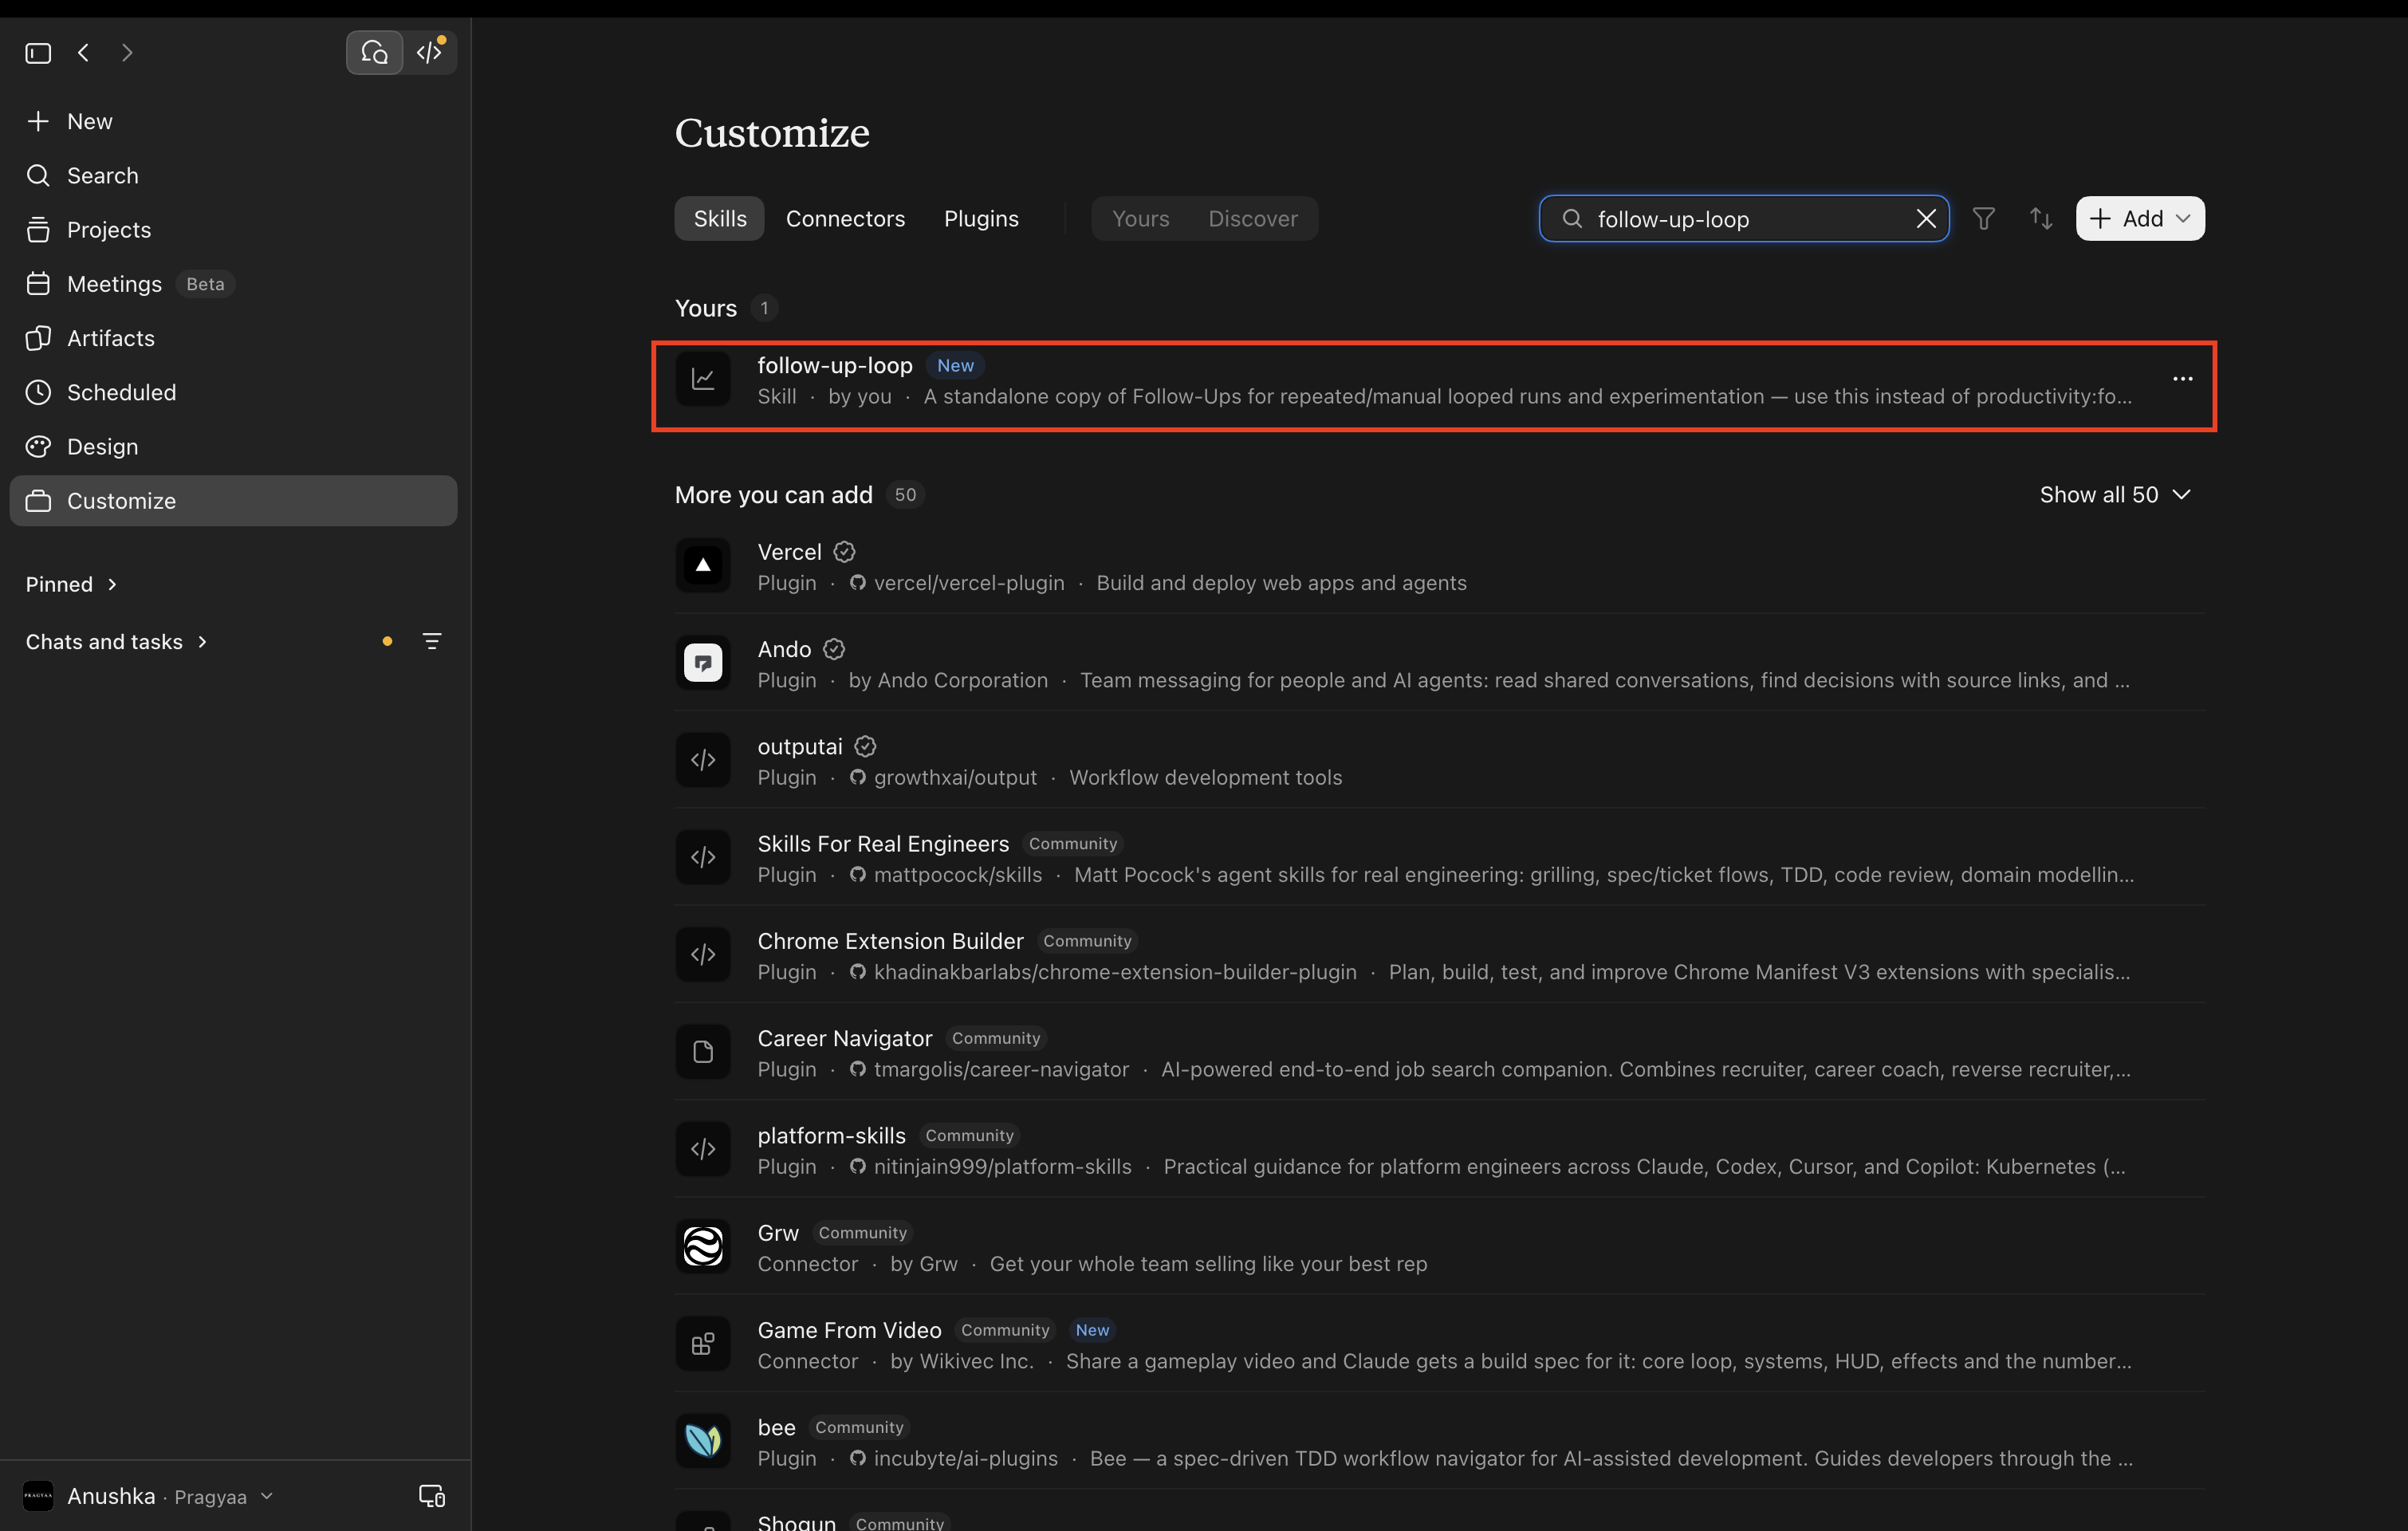 New
Search
Projects
Meetings Beta
Artifacts
Scheduled
Design
Customize
Pinned
Chats and tasks
Anushka · Pragyaa
Customize
Skills Connectors Plugins Yours Discover follow-up-loop Add
Yours 1
follow-up-loop New
Skill · by you · A standalone copy of Follow-Ups for repeated/manual looped runs and experimentation — use this instead of productivity:fo...
More you can add 50 Show all 50
Vercel
Plugin · vercel/vercel-plugin · Build and deploy web apps and agents
Ando
Plugin · by Ando Corporation · Team messaging for people and AI agents: read shared conversations, find decisions with source links, and ...
outputai
Plugin · growthxai/output · Workflow development tools
Skills For Real Engineers Community
Plugin · mattpocock/skills · Matt Pocock's agent skills for real engineering: grilling, spec/ticket flows, TDD, code review, domain modellin...
Chrome Extension Builder Community
Plugin · khadinakbarlabs/chrome-extension-builder-plugin · Plan, build, test, and improve Chrome Manifest V3 extensions with specialis...
Career Navigator Community
Plugin · tmargolis/career-navigator · AI-powered end-to-end job search companion. Combines recruiter, career coach, reverse recruiter,...
platform-skills Community
Plugin · nitinjain999/platform-skills · Practical guidance for platform engineers across Claude, Codex, Cursor, and Copilot: Kubernetes (...
Grw Community
Connector · by Grw · Get your whole team selling like your best rep
Game From Video Community New
Connector · by Wikivec Inc. · Share a gameplay video and Claude gets a build spec for it: core loop, systems, HUD, effects and the number...
bee Community
Plugin · incubyte/ai-plugins · Bee — a spec-driven TDD workflow navigator for AI-assisted development. Guides developers through the ...
Shogun Community